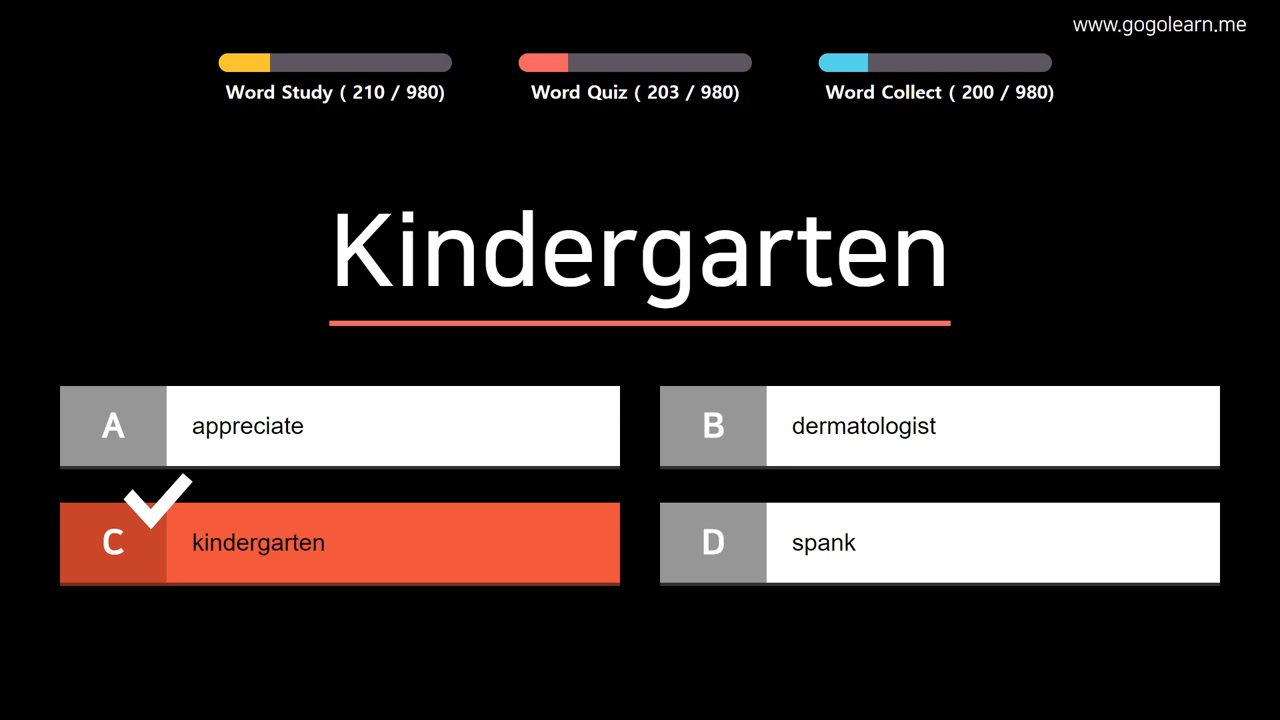 www.gogolearn.me
Word Study ( 210 / 980)
Word Quiz ( 203 / 980)
Word Collect ( 200 / 980)
Kindergarten
A appreciate
B dermatologist
C kindergarten
D spank